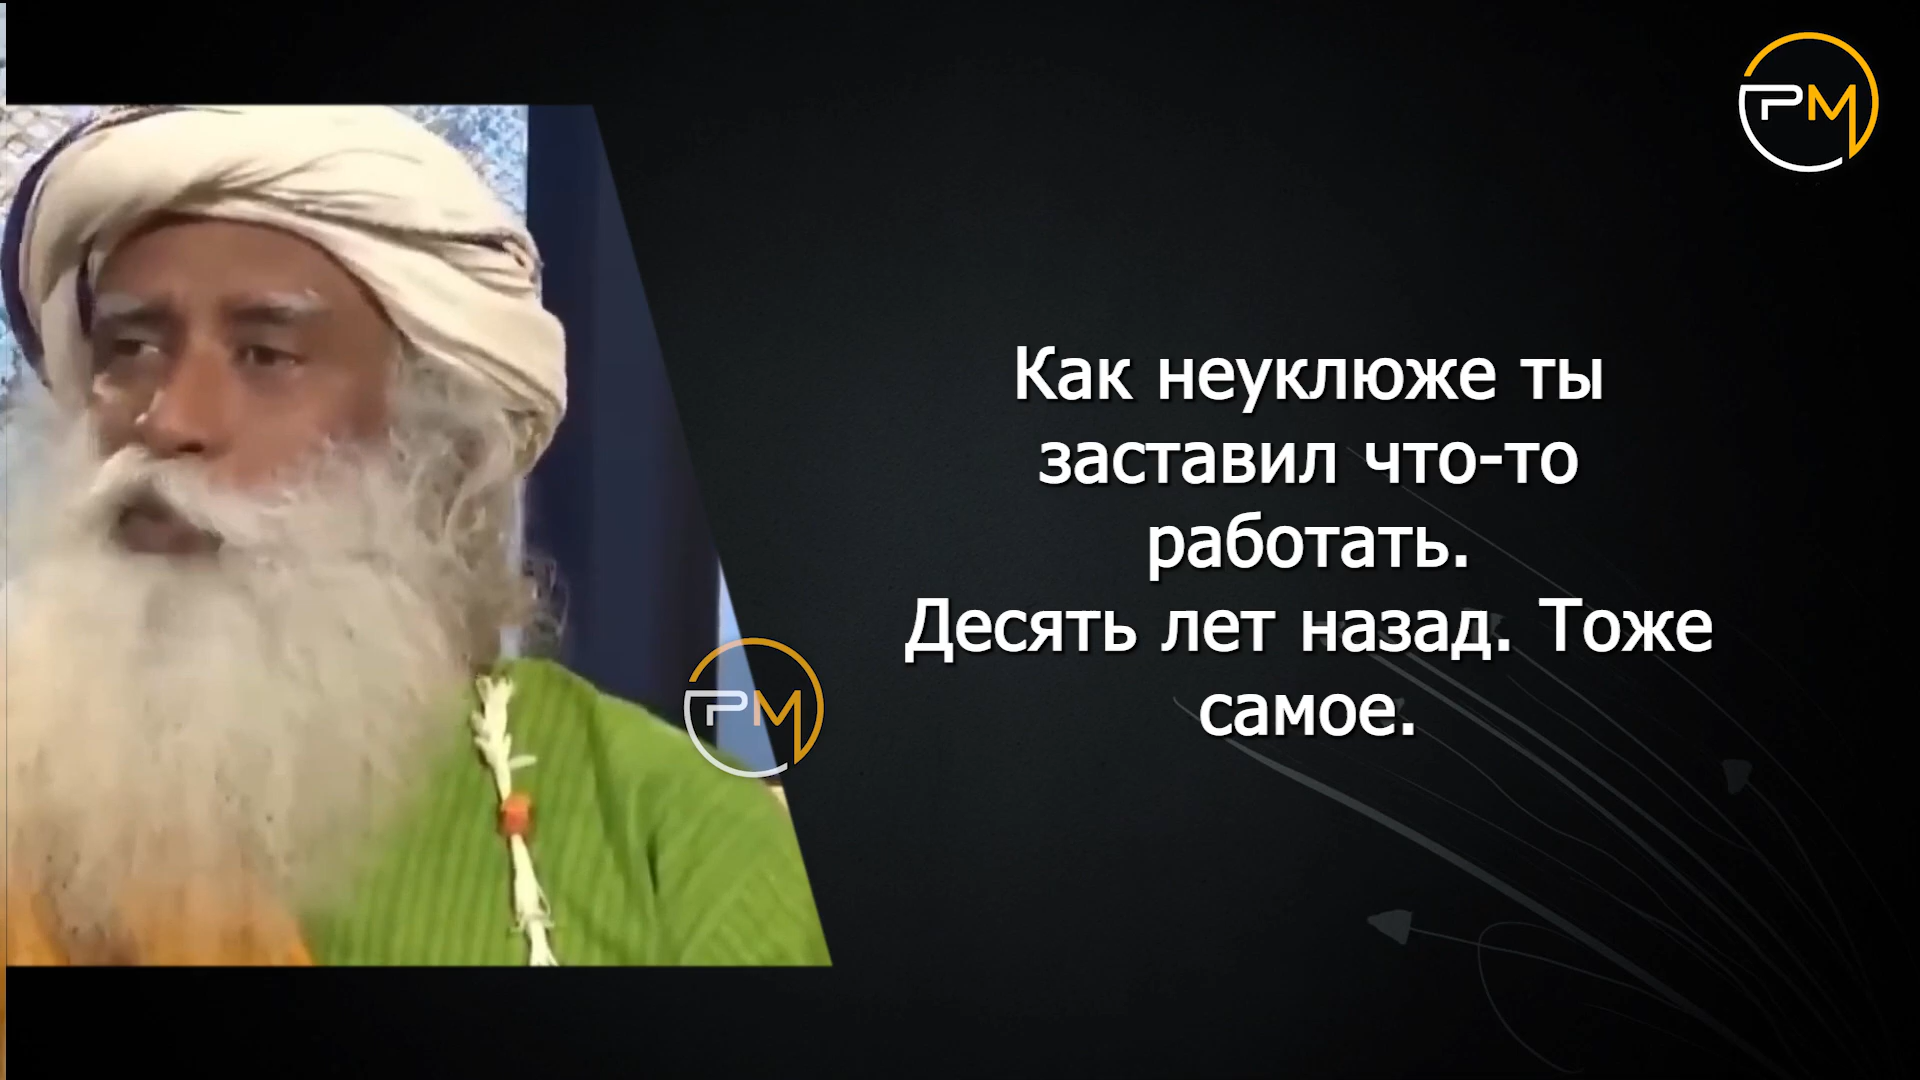 PM
Как неуклюже ты
заставил что-то
работать.
Десять лет назад. Тоже
самое.
PM